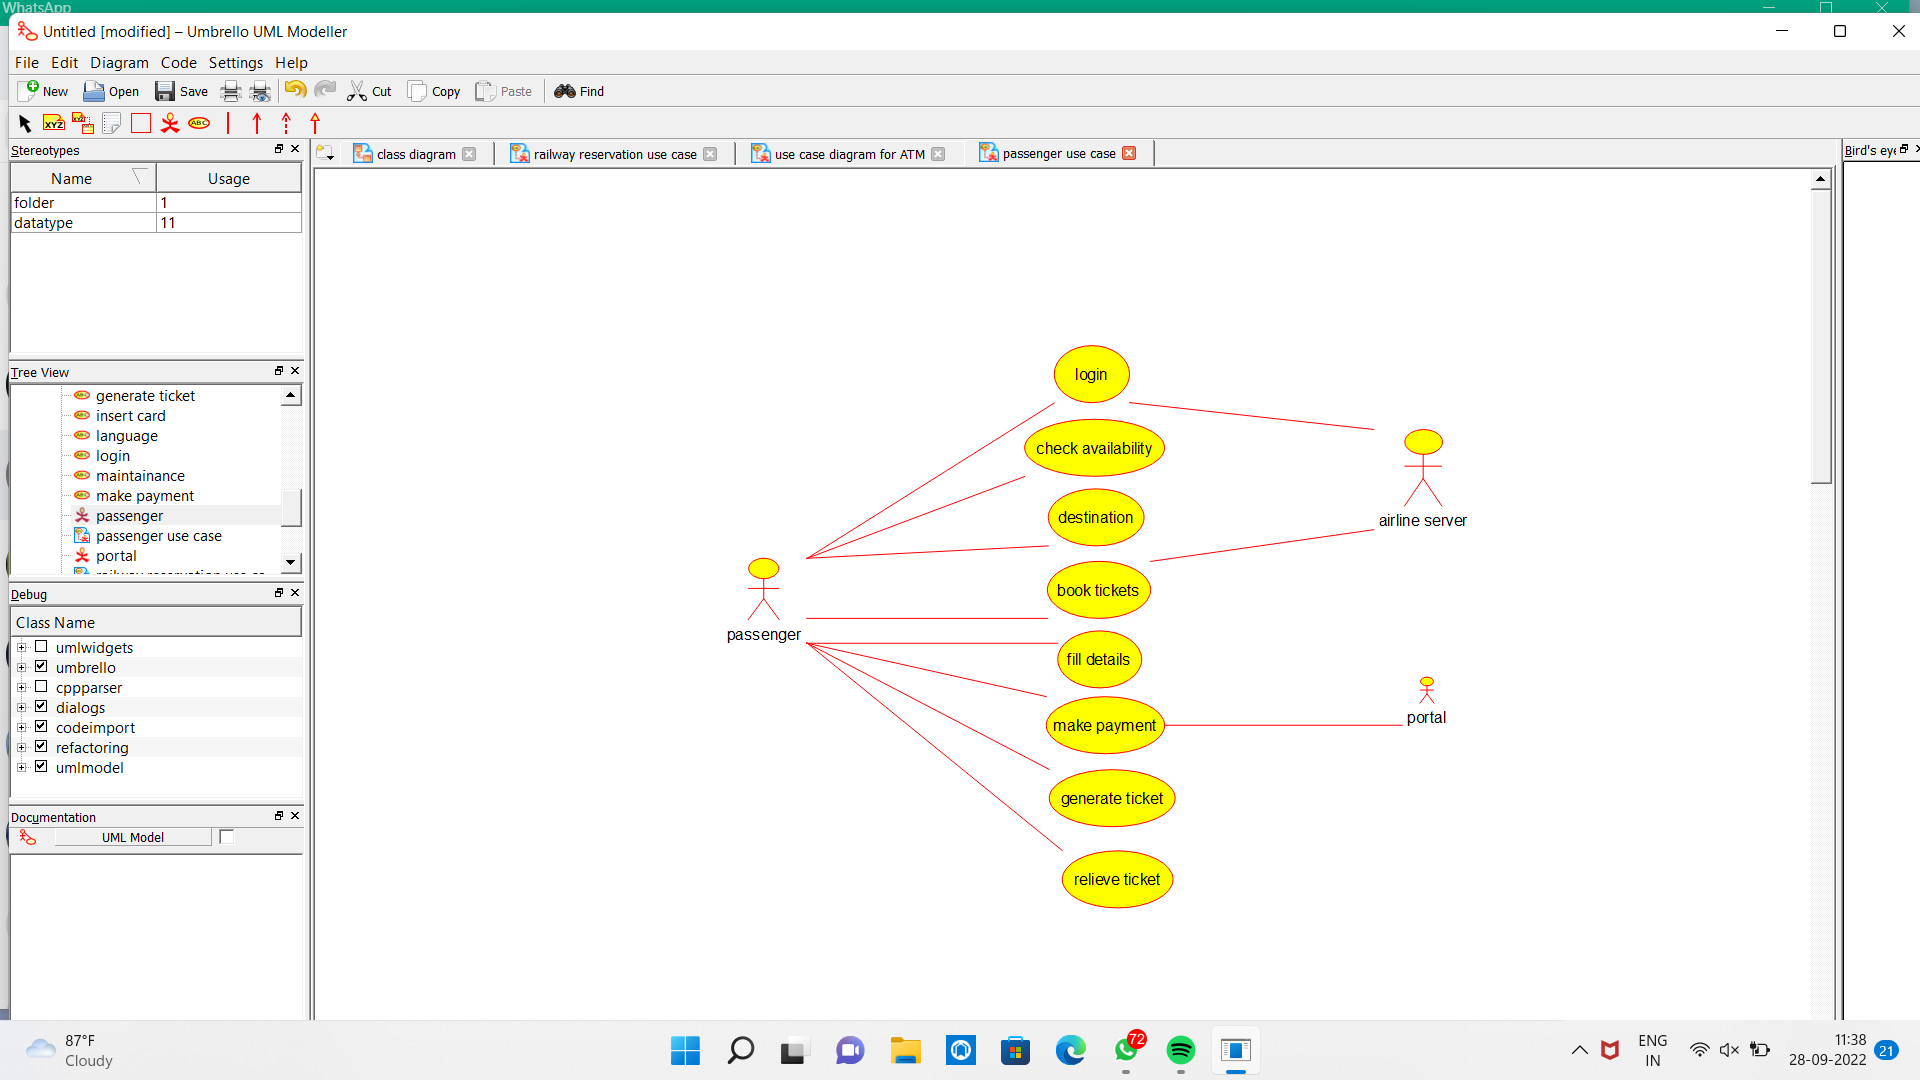 WhatsApp
Untitled [modified] – Umbrello UML Modeller
File Edit Diagram Code Settings Help
New Open Save Cut Copy Paste Find
XYZ XYZ ABC
Stereotypes
class diagram railway reservation use case use case diagram for ATM passenger use case
Bird's eye
Name Usage
folder 1
datatype 11
Tree View
generate ticket
insert card
language
login
maintainance
make payment
passenger
passenger use case
portal
login
check availability
destination
book tickets
fill details
make payment
generate ticket
relieve ticket
airline server
passenger
portal
Debug
Class Name
umlwidgets
umbrello
cppparser
dialogs
codeimport
refactoring
umlmodel
Documentation
UML Model
87°F
Cloudy
72
ENG
IN
11:38
28-09-2022
21